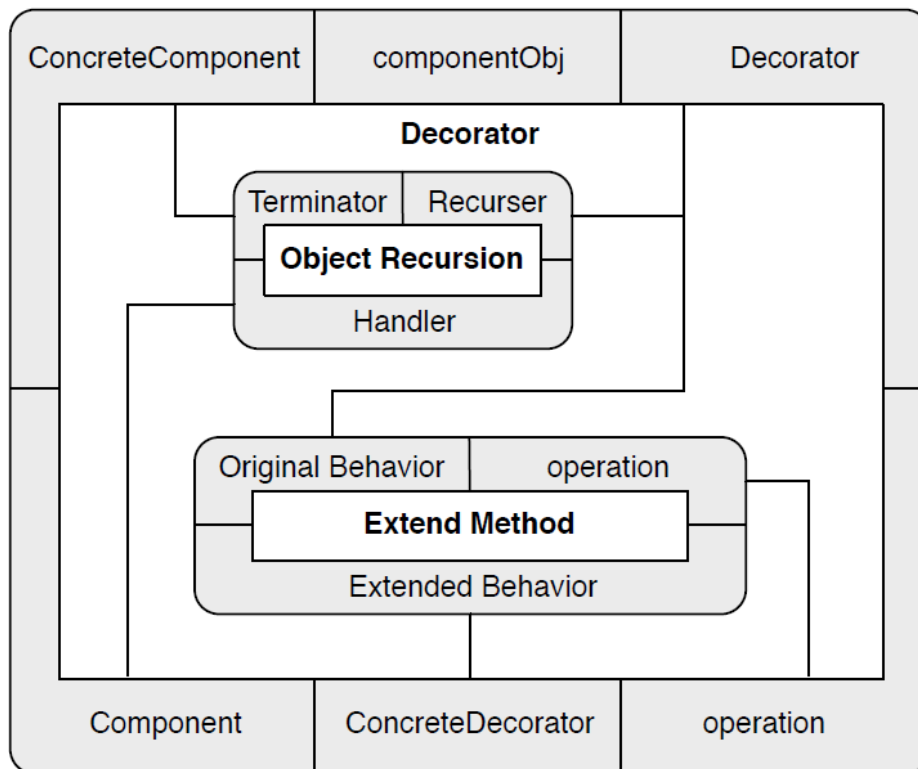 ConcreteComponent componentObj Decorator
Decorator
Terminator Recurser
Object Recursion
Handler
Original Behavior operation
Extend Method
Extended Behavior
Component ConcreteDecorator operation